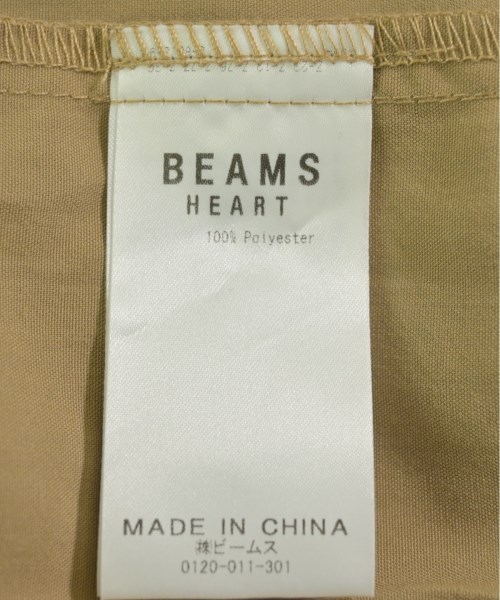 BEAMS
HEART
100% Polyester
MADE IN CHINA
㈱ビームス
0120-011-301